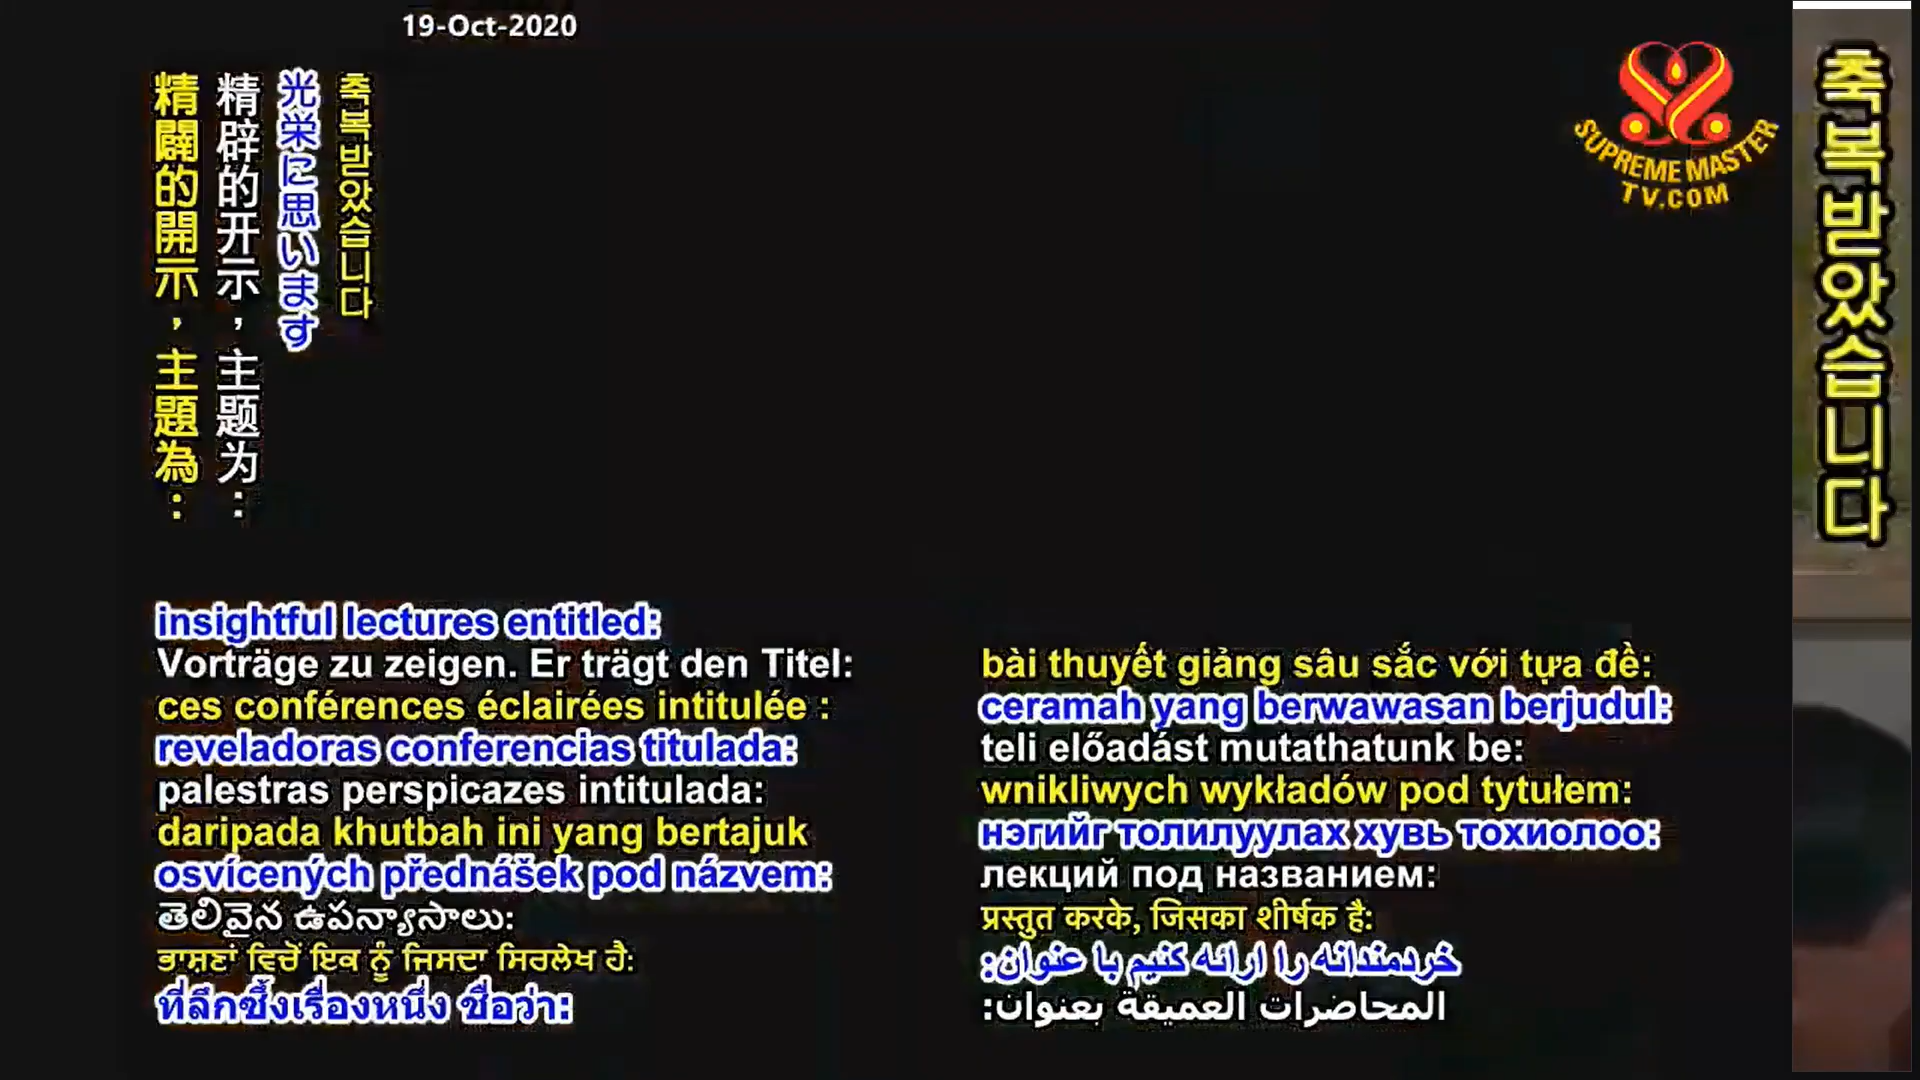 19-Oct-2020
精闢的開示，主題為：
精辟的开示，主题为：
光栄に思います
축복받았습니다
SUPREME MASTER
TV.COM
축복받았습니다
insightful lectures entitled:
Vorträge zu zeigen. Er trägt den Titel:
ces conférences éclairées intitulée :
reveladoras conferencias titulada:
palestras perspicazes intitulada:
daripada khutbah ini yang bertajuk
osvícených přednášek pod názvem:
తెలివైన ఉపన్యాసాలు:
ਭਾਸ਼ਣਾਂ ਵਿਚੋਂ ਇਕ ਨੂੰ ਜਿਸਦਾ ਸਿਰਲੇਖ ਹੈ:
ที่ลึกซึ้งเรื่องหนึ่ง ชื่อว่า:
bài thuyết giảng sâu sắc với tựa đề:
ceramah yang berwawasan berjudul:
teli előadást mutathatunk be:
wnikliwych wykładów pod tytułem:
нэгийг толилуулах хувь тохиолоо:
лекций под названием:
प्रस्तुत करके, जिसका शीर्षक है:
خردمندانه را ارائه کنیم با عنوان:
المحاضرات العميقة بعنوان: